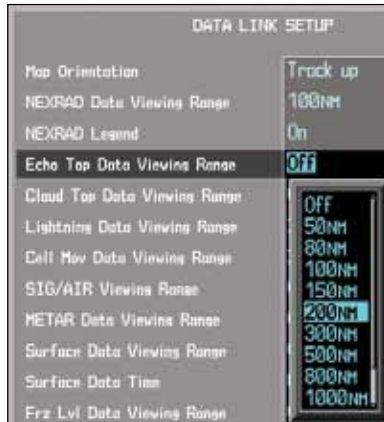 DATA LINK SETUP
Map Orientation Track up
NEXRAD Data Viewing Range 100NM
NEXRAD Legend On
Echo Top Data Viewing Range Off
Cloud Top Data Viewing Range
Lightning Data Viewing Range
Cell Mov Data Viewing Range
SIG/AIR Viewing Range
METAR Data Viewing Range
Surface Data Viewing Range
Surface Data Time
Frz Lvl Data Viewing Range
Off
50NM
80NM
100NM
150NM
200NM
300NM
500NM
800NM
1000NM